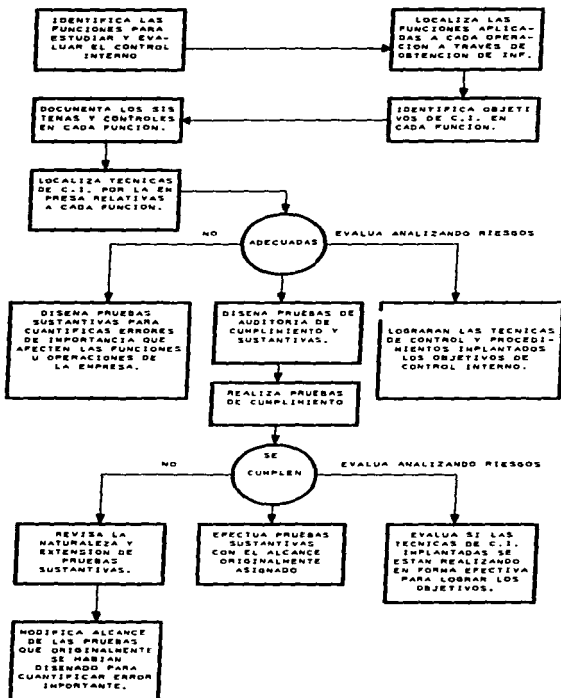 IDENTIFICA LAS
FUNCIONES PARA
ESTUDIAR Y EVA-
LUAR EL CONTROL
INTERNO
LOCALIZA LAS
FUNCIONES APLICA-
DAS A CADA OPERA-
CION A TRAVÉS DE
OBTENCION DE INF.
DOCUMENTA LOS SIS
TEMAS Y CONTROLES
EN CADA FUNCION.
IDENTIFICA OBJETI
VOS DE C.I. EN
CADA FUNCION.
LOCALIZA TECNICAS
DE C.I. POR LA EM
PRESA RELATIVAS
A CADA FUNCION.
NO
ADECUADAS
EVALUA ANALIZANDO RIESGOS
DISENA PRUEBAS
SUSTANTIVAS PARA
CUANTIFICAS ERRORES
DE IMPORTANCIA QUE
AFECTEN LAS FUNCIONES
U OPERACIONES DE
LA EMPRESA.
DISENA PRUEBAS DE
AUDITORIA DE
CUMPLIMIENTO Y
SUSTANTIVAS.
LOGRARAN LAS TECNICAS
DE CONTROL Y PROCEDI-
MIENTOS IMPLANTADOS
LOS OBJETIVOS DE
CONTROL INTERNO.
REALIZA PRUEBAS
DE CUMPLIMIENTO
NO
SE
CUMPLEN
EVALUA ANALIZANDO RIESGOS
REVISA LA
NATURALEZA Y
EXTENSION DE
PRUEBAS
SUSTANTIVAS.
EFECTUA PRUEBAS
SUSTANTIVAS
CON EL ALCANCE
ORIGINALMENTE
ASIGNADO
EVALUA SI LAS
TECNICAS DE C.I.
IMPLANTADAS SE
ESTAN REALIZANDO
EN FORMA EFECTIVA
PARA LOGRAR LOS
OBJETIVOS.
MODIFICA ALCANCE
DE LAS PRUEBAS
QUE ORIGINALMENTE
SE HABIAN
DISENADO PARA
CUANTIFICAR ERROR
IMPORTANTE.